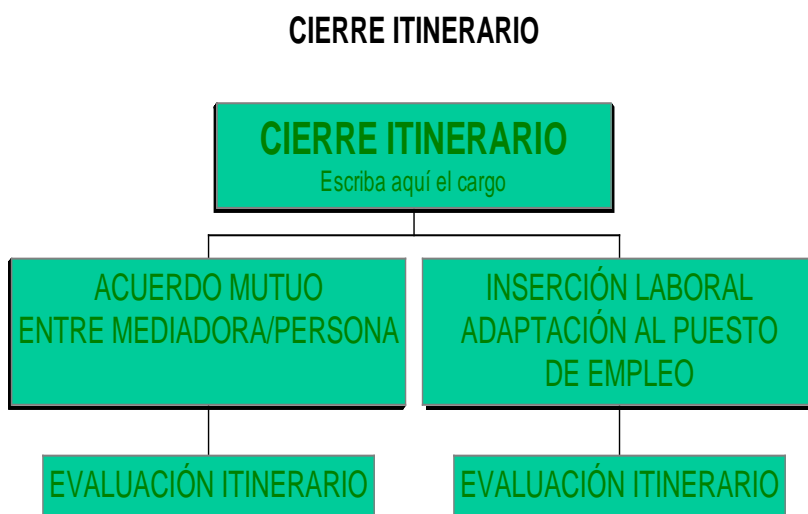 CIERRE ITINERARIO
CIERRE ITINERARIO
Escriba aquí el cargo
ACUERDO MUTUO
ENTRE MEDIADORA/PERSONA
INSERCIÓN LABORAL
ADAPTACIÓN AL PUESTO
DE EMPLEO
EVALUACIÓN ITINERARIO
EVALUACIÓN ITINERARIO